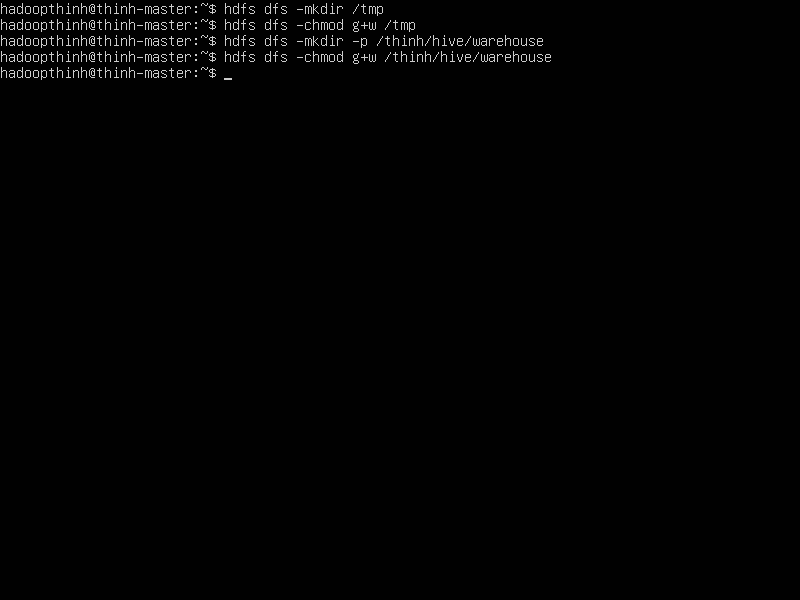 hadoopthinh@thinh-master:~$ hdfs dfs -mkdir /tmp
hadoopthinh@thinh-master:~$ hdfs dfs -chmod g+w /tmp
hadoopthinh@thinh-master:~$ hdfs dfs -mkdir -p /thinh/hive/warehouse
hadoopthinh@thinh-master:~$ hdfs dfs -chmod g+w /thinh/hive/warehouse
hadoopthinh@thinh-master:~$ _